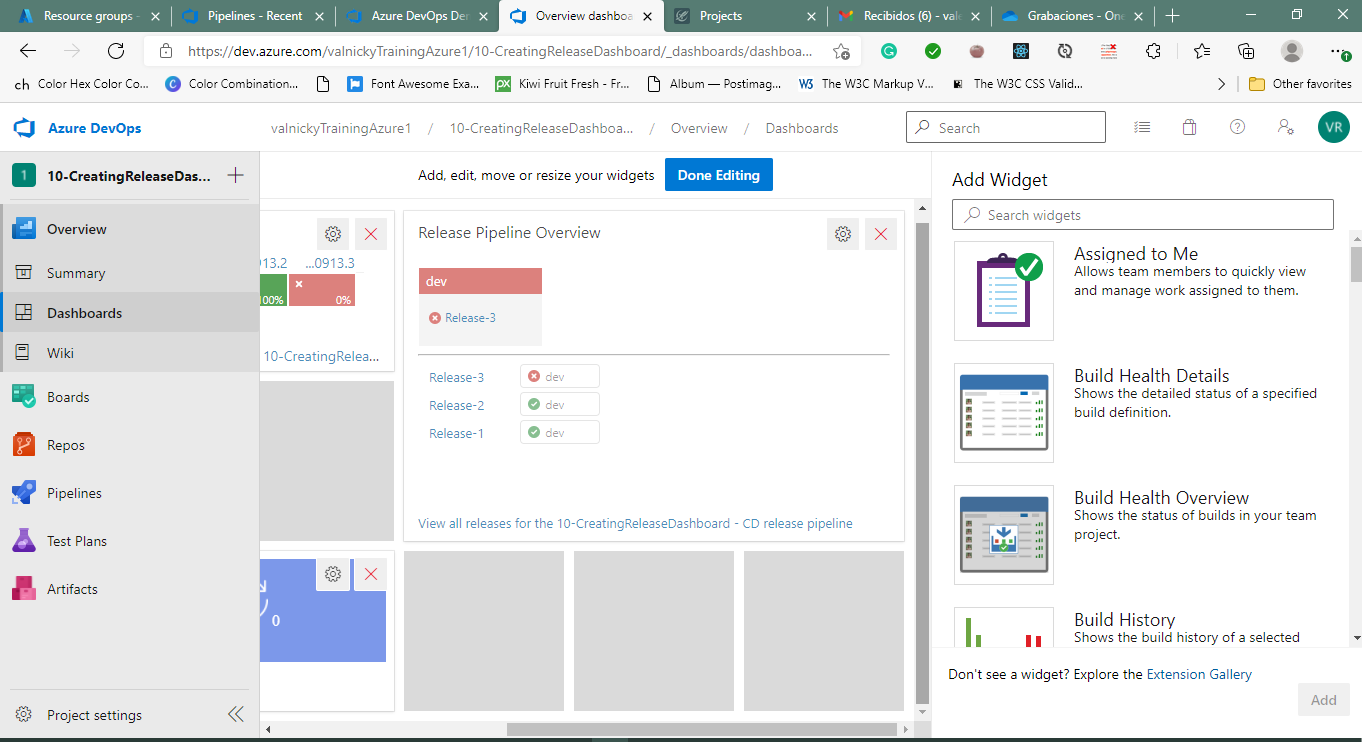 Resource groups -
Pipelines - Recent
Azure DevOps Der
Overview dashboa
Projects
Recibidos (6) - vale
Grabaciones - One
https://dev.azure.com/valnickyTrainingAzure1/10-CreatingReleaseDashboard/_dashboards/dashboa...
ch Color Hex Color Co...
C Color Combination...
Font Awesome Exa...
px Kiwi Fruit Fresh - Fr...
Album — Postimag...
W3 The W3C Markup V...
The W3C CSS Valid...
Other favorites
Azure DevOps
valnickyTrainingAzure1 / 10-CreatingReleaseDashboa... / Overview / Dashboards
Search
VR
1 10-CreatingReleaseDas...
Overview
Summary
Dashboards
Wiki
Boards
Repos
Pipelines
Test Plans
Artifacts
Project settings
Add, edit, move or resize your widgets
Done Editing
913.2 ...0913.3
100% 0%
10-CreatingRelea...
0
Release Pipeline Overview
dev
Release-3
Release-3 dev
Release-2 dev
Release-1 dev
View all releases for the 10-CreatingReleaseDashboard - CD release pipeline
Add Widget
Search widgets
Assigned to Me
Allows team members to quickly view
and manage work assigned to them.
Build Health Details
Shows the detailed status of a specified
build definition.
Build Health Overview
Shows the status of builds in your team
project.
Build History
Shows the build history of a selected
Don't see a widget? Explore the Extension Gallery
Add